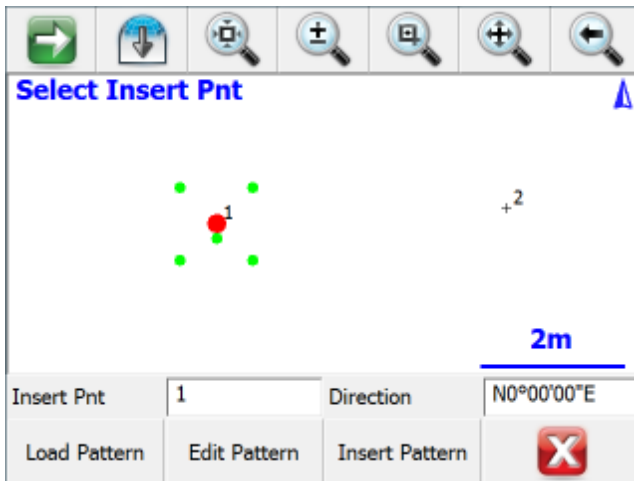 Select Insert Pnt
1
2
2m
Insert Pnt 1 Direction N0°00'00"E
Load Pattern Edit Pattern Insert Pattern